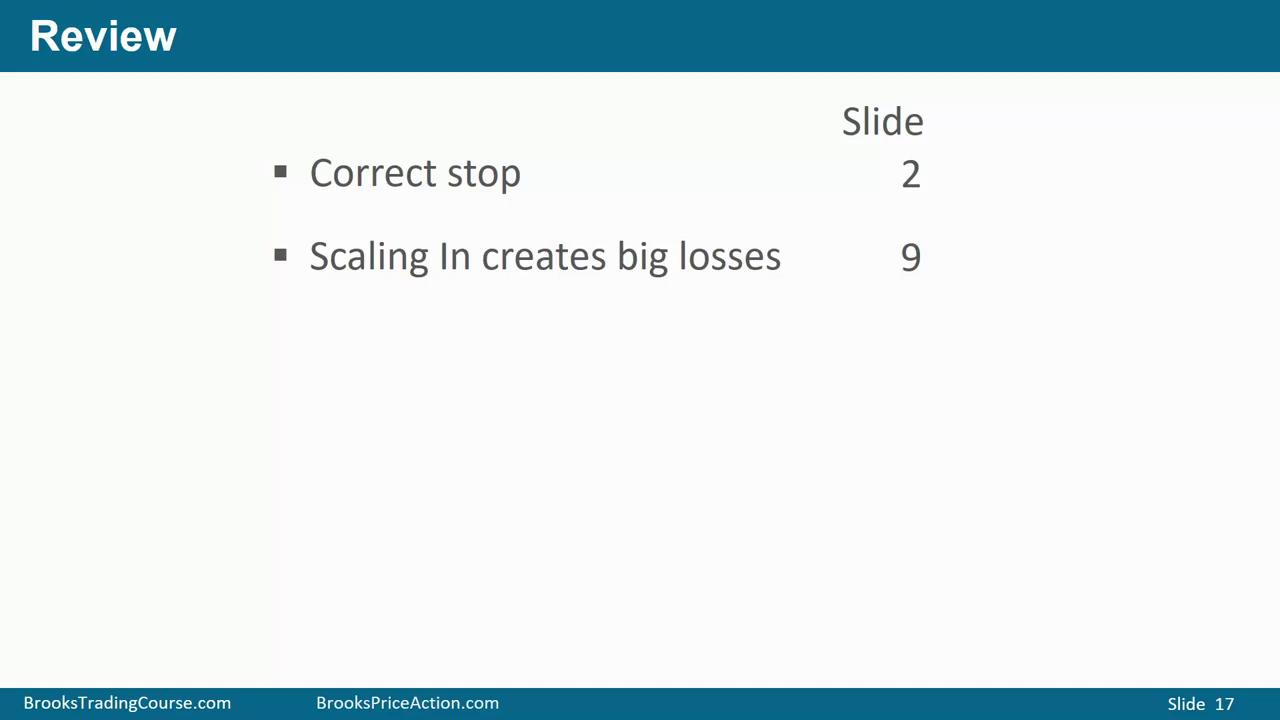 Review
Slide
▪ Correct stop 2
▪ Scaling In creates big losses 9
BrooksTradingCourse.com BrooksPriceAction.com Slide 17